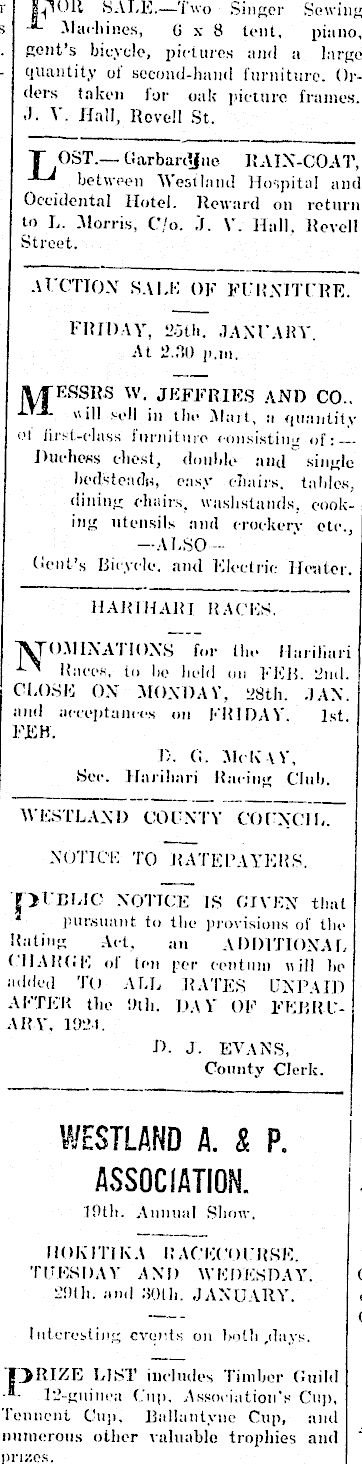 FOR SALE.—Two Singer Sewing
Machines, 6 x 8 tent, piano,
gent's bicycle, pictures and a large
quantity of second-hand furniture. Or-
ders taken for oak picture frames.
J. V. Hall, Revell St.
LOST.—Garbardjne RAIN-COAT,
between Westland Hospital and
Occidental Hotel. Reward on return
to L. Morris, C/o. J. V. Hall, Revell
Street.
AUCTION SALE OF FURNITURE.
FRIDAY, 25th. JANUARY.
At 2.30 p.m.
MESSRS W. JEFFRIES AND CO.,
will sell in the Mart, a quantity
of first-class furniture consisting of:—
Duchess chest, double and single
bedsteads, easy chairs, tables,
dining chairs, washstands, cook-
ing utensils and crockery etc.,
—ALSO—
Gent's Bicycle, and Electric Heater.
HARIHARI RACES.
NOMINATIONS for the Harihari
Races, to be held on FEB. 2nd.
CLOSE ON MONDAY, 28th. JAN.
and acceptances on FRIDAY, 1st.
FEB.
D. G. McKAY,
Sec. Harihari Racing Club.
WESTLAND COUNTY COUNCIL.
NOTICE TO RATEPAYERS.
PUBLIC NOTICE IS GIVEN that
pursuant to the provisions of the
Rating Act, an ADDITIONAL
CHARGE of ten per centum will be
added TO ALL RATES UNPAID
AFTER the 9th. DAY OF FEBRU-
ARY, 1924.
D. J. EVANS,
County Clerk.
WESTLAND A. & P.
ASSOCIATION.
19th. Annual Show.
HOKITIKA RACECOURSE.
TUESDAY AND WEDESDAY.
29th. and 30th. JANUARY.
Interesting events on both days.
PRIZE LIST includes Timber Guild
12-guinea Cup, Association's Cup,
Tennent Cup, Ballantyne Cup, and
numerous other valuable trophies and
prizes.